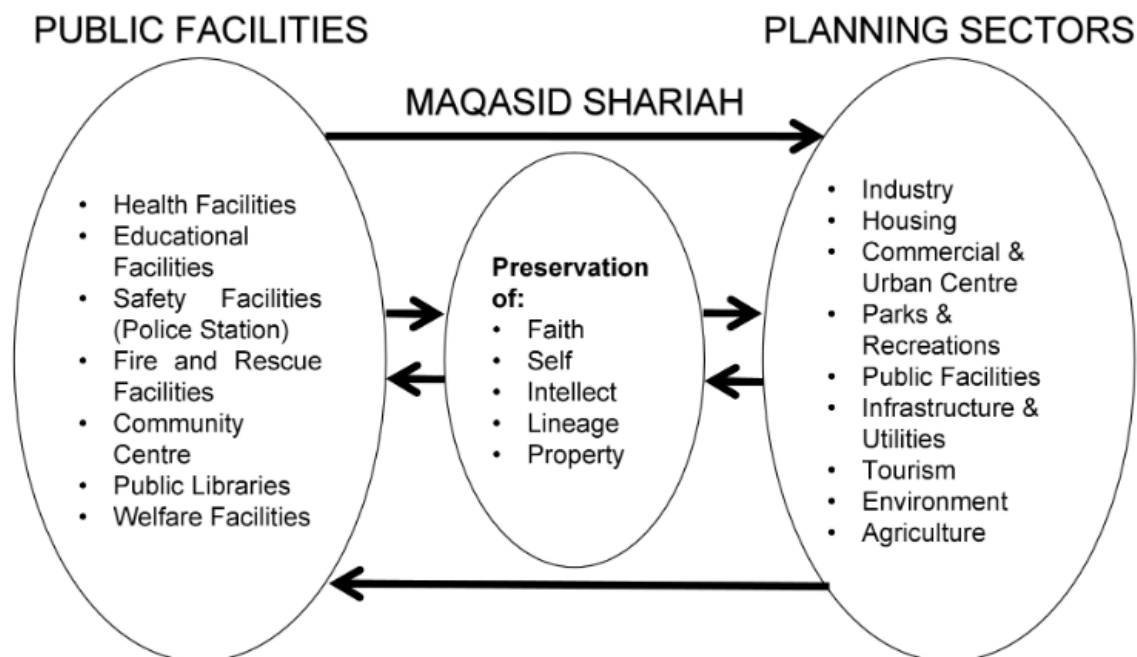 PUBLIC FACILITIES
PLANNING SECTORS
MAQASID SHARIAH
• Health Facilities
• Educational
Facilities
• Safety Facilities
(Police Station)
• Fire and Rescue
Facilities
• Community
Centre
• Public Libraries
• Welfare Facilities
Preservation
of:
• Faith
• Self
• Intellect
• Lineage
• Property
• Industry
• Housing
• Commercial &
Urban Centre
• Parks &
Recreations
• Public Facilities
• Infrastructure &
Utilities
• Tourism
• Environment
• Agriculture